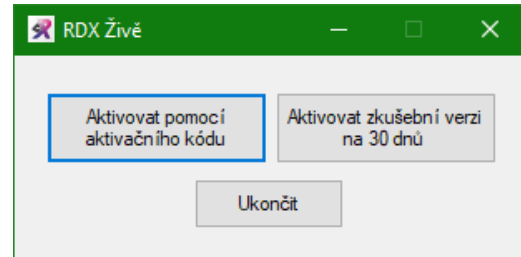 RDX Živě
Aktivovat pomocí
aktivačního kódu
Aktivovat zkušební verzi
na 30 dnů
Ukončit